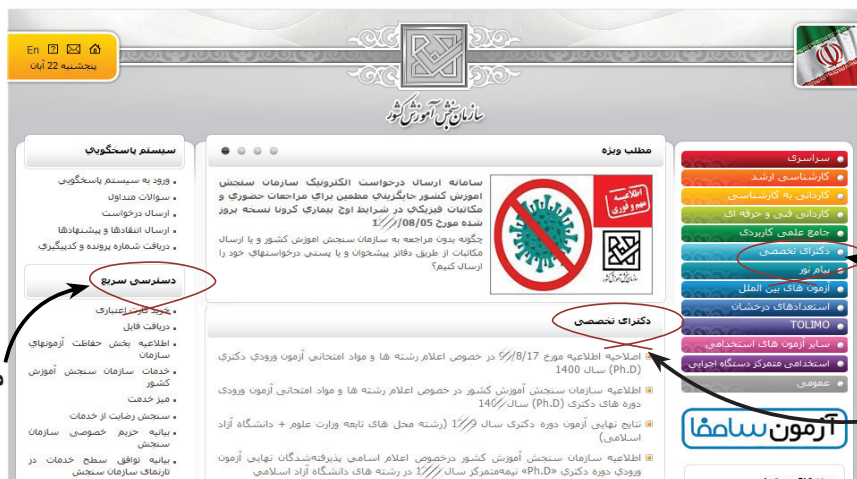 En
پنجشنبه 22 آبان
سازمان سنجش آموزش کشور
سراسری
کارشناسی ارشد
کاردانی به کارشناسی
کاردانی فنی و حرفه ای
جامع علمی کاربردی
دکترای تخصصی
پیام نور
آزمون های بین الملل
استعدادهای درخشان
TOLIMO
سایر آزمون های استخدامی
استخدامی متمرکز دستگاه اجرایی
عمومی
آزمون سامفا
مطلب ویژه
اطلاعیه
مهم و فوری
سازمان سنجش آموزش کشور
سامانه ارسال درخواست الکترونیک سازمان سنجش
آموزش کشور جایگزینی مطمئن برای مراجعات حضوری و
مکاتبات فیزیکی در شرایط اوج بیماری کرونا نسخه بروز
شده مورخ 08/05/
چگونه بدون مراجعه به سازمان سنجش آموزش کشور و یا ارسال
مکاتبات از طریق دفاتر پیشخوان و یا پستی درخواستهای خود را
ارسال کنیم؟
دکترای تخصصی
اصلاحیه اطلاعیه مورخ 8/17/ در خصوص اعلام رشته ها و مواد امتحانی آزمون ورودی دکتری
(Ph.D) سال 1400
اطلاعیه سازمان سنجش آموزش کشور در خصوص اعلام رشته ها و مواد امتحانی آزمون ورودی
دوره های دکتری (Ph.D) سال
نتایج نهایی آزمون دوره دکتری سال (رشته محل های تابعه وزارت علوم + دانشگاه آزاد
اسلامی)
اطلاعیه سازمان سنجش آموزش کشور درخصوص اعلام اسامی پذیرفته‌شدگان نهایی آزمون
ورودی دوره دکتری «Ph.D» نیمه‌متمرکز سال در رشته های دانشگاه آزاد اسلامی
سیستم پاسخگویی
ورود به سیستم پاسخگویی
سوالات متداول
ارسال درخواست
ارسال انتقادها و پیشنهادها
دریافت شماره پرونده و کدپیگیری
دسترسی سریع
خرید کارت اعتباری
دریافت فایل
اطلاعیه بخش حفاظت آزمونهای
سازمان
خدمات سازمان سنجش آموزش
کشور
میز خدمت
سنجش رضایت از خدمات
بیانیه حریم خصوصی سازمان
سنجش
بیانیه توافق سطح خدمات در
تارنمای سازمان سنجش